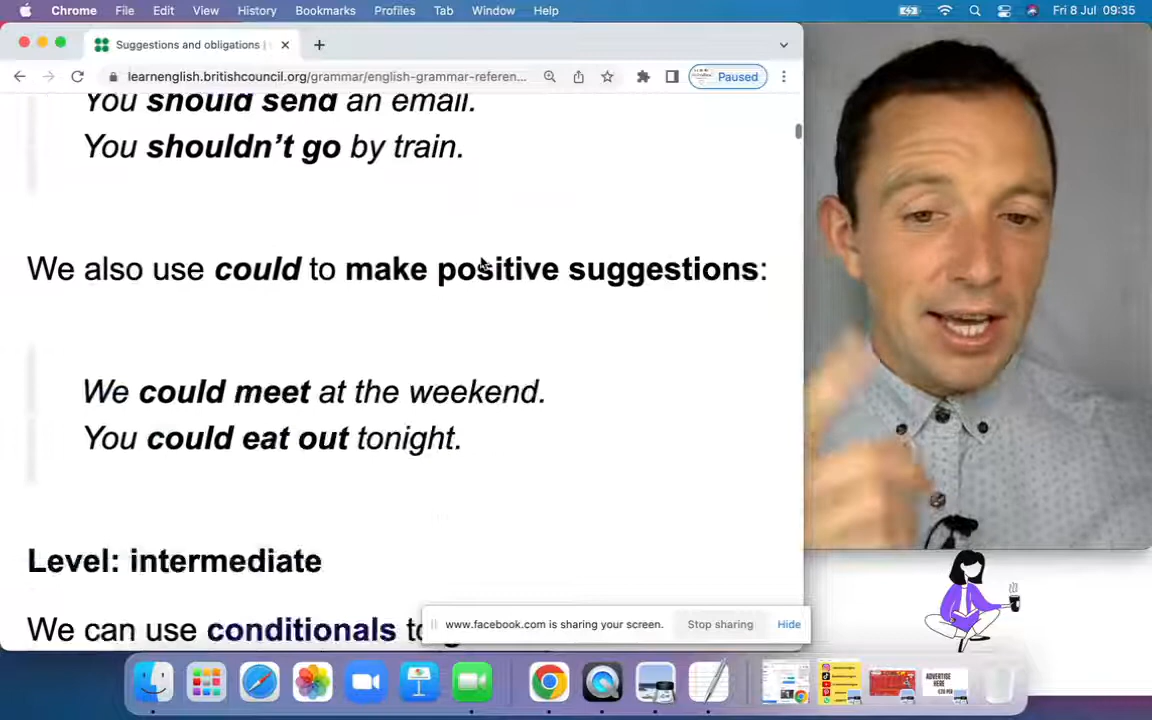 Chrome File Edit View History Bookmarks Profiles Tab Window Help Fri 8 Jul 09:35
Suggestions and obligations |
learnenglish.britishcouncil.org/grammar/english-grammar-referen... Paused
You should send an email.
You shouldn’t go by train.
We also use could to make positive suggestions:
We could meet at the weekend.
You could eat out tonight.
Level: intermediate
We can use conditionals
www.facebook.com is sharing your screen. Stop sharing Hide
ADVERTISE
HERE